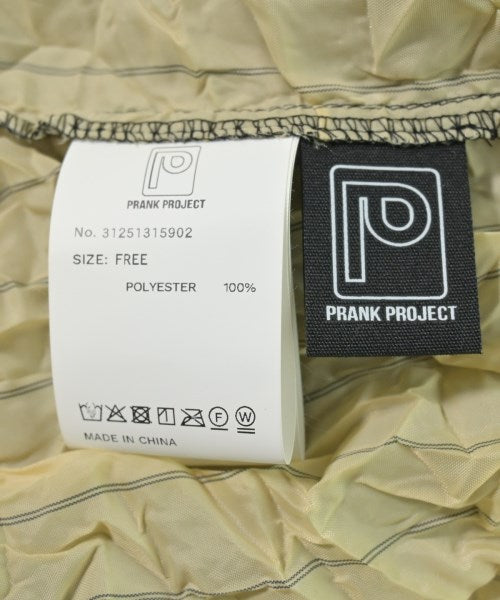 P
PRANK PROJECT
No. 31251315902
SIZE: FREE
POLYESTER 100%
F W
MADE IN CHINA
P
PRANK PROJECT